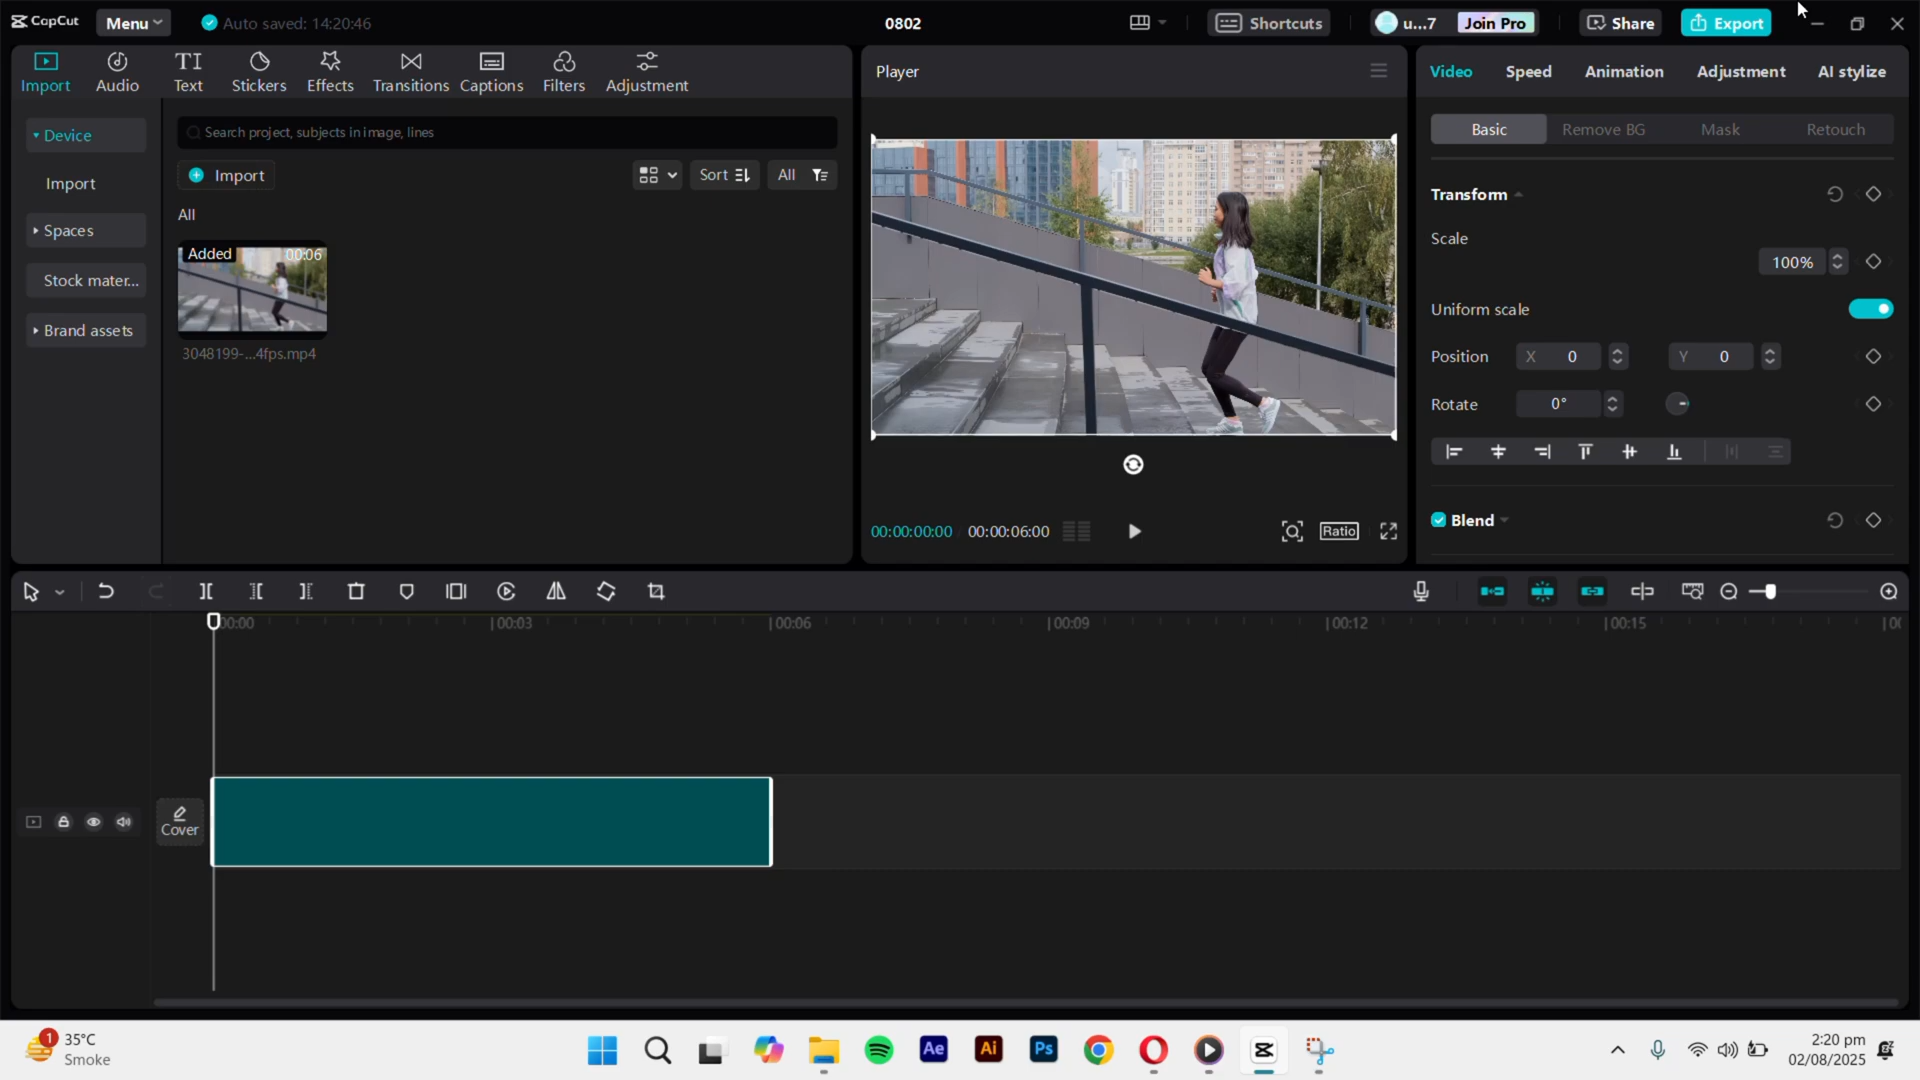 CapCut
Menu
Auto saved: 14:20:46
0802
Shortcuts
u...7
Join Pro
Share
Export
Import
Audio
TI
Text
Stickers
Effects
Transitions
Captions
Filters
Adjustment
Device
Import
Spaces
Stock mater...
Brand assets
Search project, subjects in image, lines
Import
Sort
All
All
Added
00:06
3048199-...4fps.mp4
Player
00:00:00:00
00:00:06:00
Ratio
Video
Speed
Animation
Adjustment
AI stylize
Basic
Remove BG
Mask
Retouch
Transform
Scale
100%
Uniform scale
Position
X 0
Y 0
Rotate
0°
Blend
00:00
00:03
00:06
00:09
00:12
00:15
Cover
1
35°C
Smoke
Ae
Ai
Ps
2:20 pm
02/08/2025